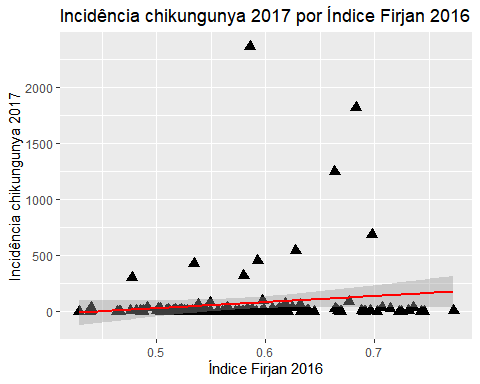 Incidência chikungunya 2017 por Índice Firjan 2016
Incidência chikungunya 2017
2000
1500
1000
500
0
0.5
0.6
0.7
Índice Firjan 2016